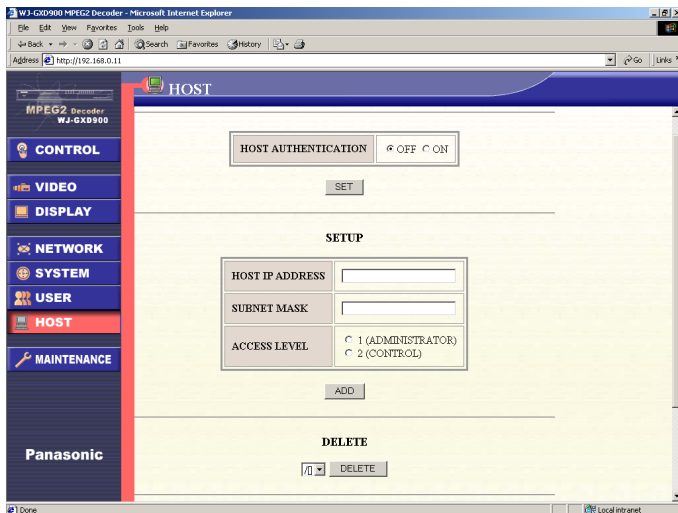 WJ-GXD900 MPEG2 Decoder - Microsoft Internet Explorer
File Edit View Favorites Tools Help
Back Search Favorites History
Address http://192.168.0.11 Go Links
MPEG2 Decoder
WJ-GXD900
HOST
CONTROL
VIDEO
DISPLAY
NETWORK
SYSTEM
USER
HOST
MAINTENANCE
Panasonic
HOST AUTHENTICATION OFF ON
SET
SETUP
HOST IP ADDRESS
SUBNET MASK
ACCESS LEVEL 1 (ADMINISTRATOR)
2 (CONTROL)
ADD
DELETE
DELETE
Done Local intranet